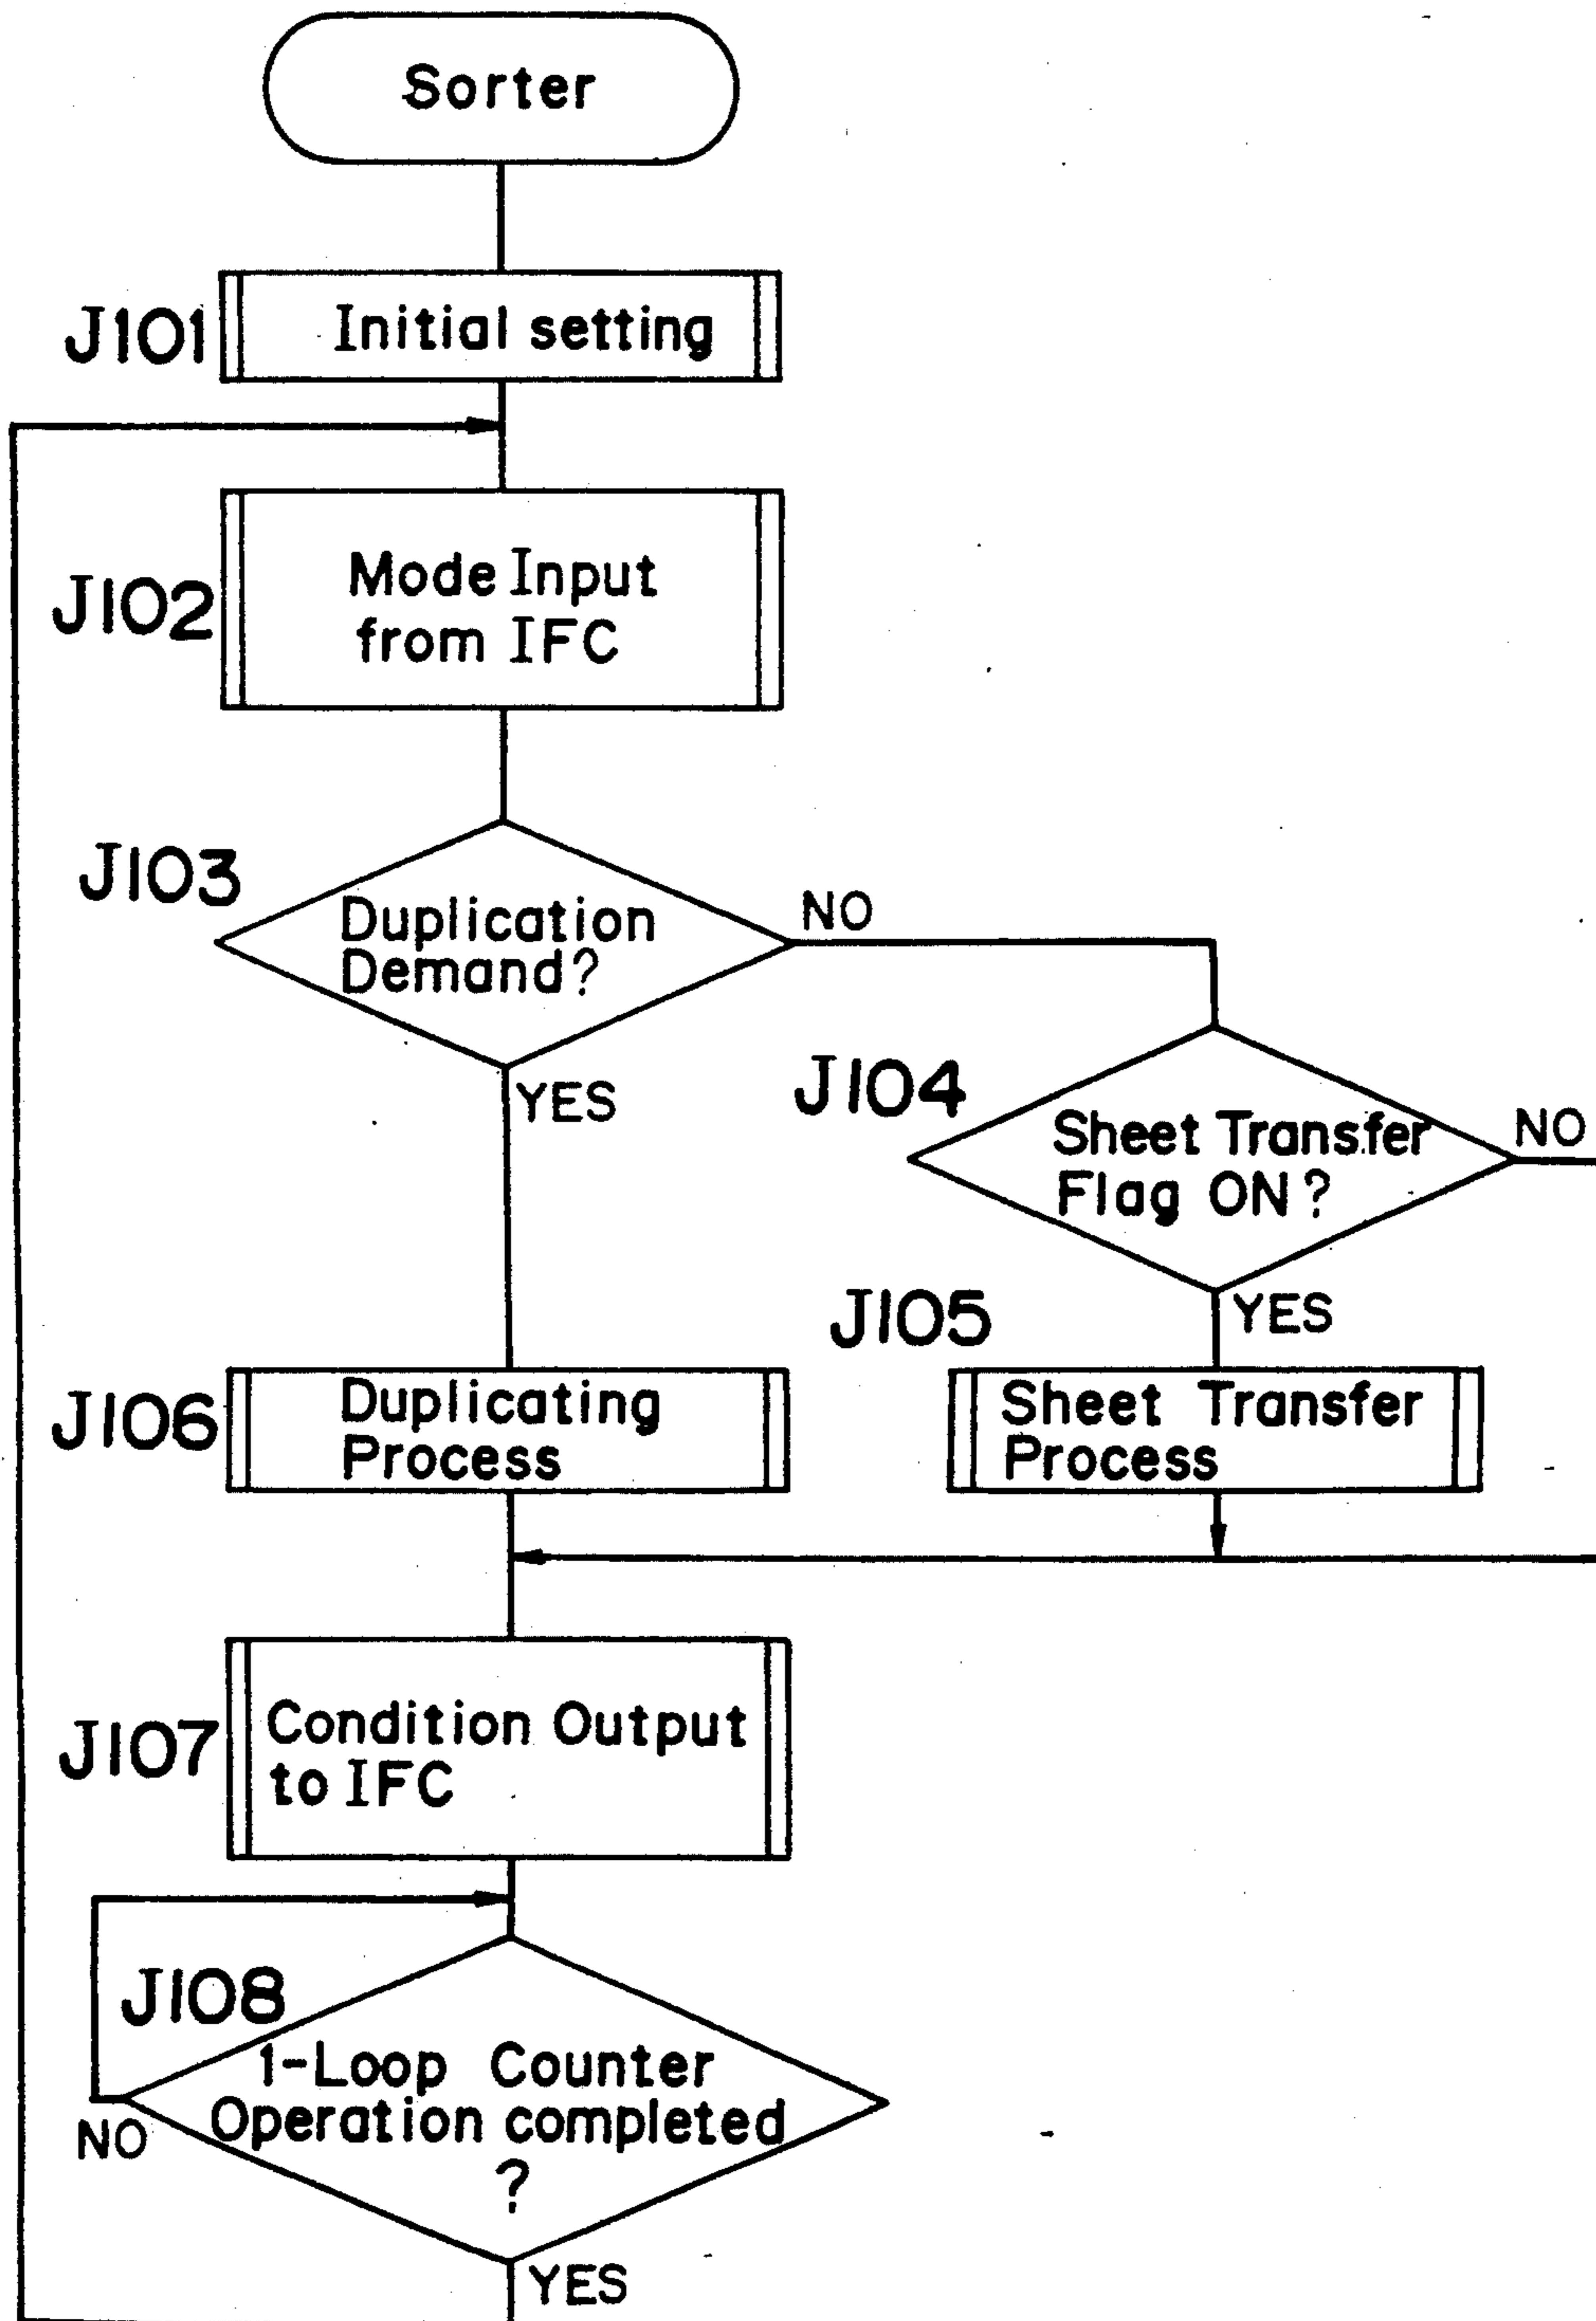 Sorter
J101
Initial setting
J102
Mode Input
from IFC
J103
Duplication
Demand?
NO
YES
J104
Sheet Transfer
Flag ON?
NO
YES
J105
Sheet Transfer
Process
J106
Duplicating
Process
J107
Condition Output
to IFC
J108
1-Loop Counter
Operation completed
?
NO
YES